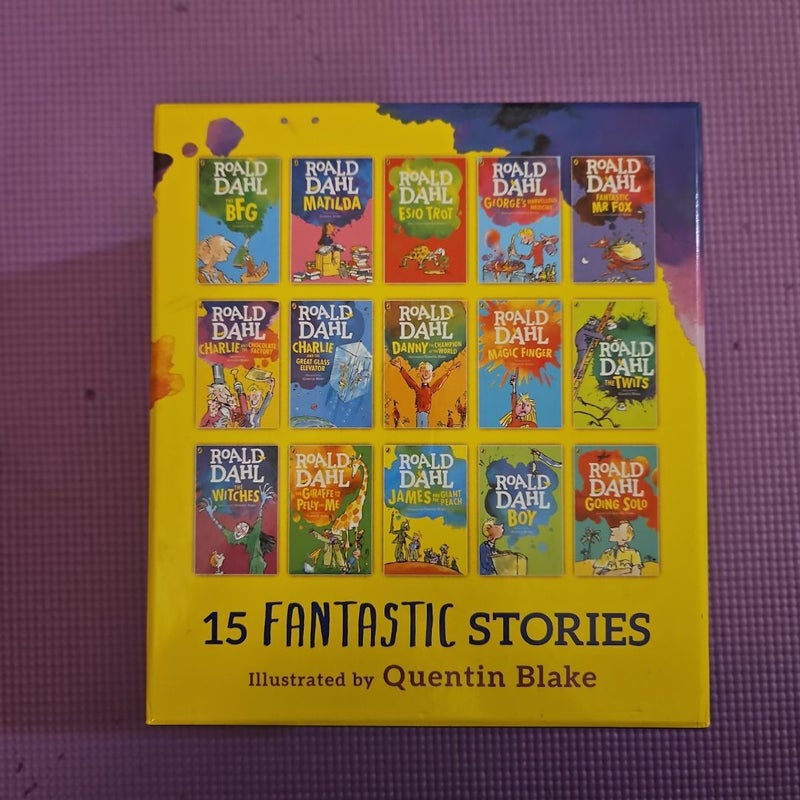 ROALD
DAHL
THE
BFG
ROALD
DAHL
MATILDA
ROALD
DAHL
ESIO TROT
ROALD
DAHL
GEORGE'S MARVELLOUS
MEDICINE
ROALD
DAHL
FANTASTIC
MR FOX
ROALD
DAHL
CHARLIE AND THE CHOCOLATE
FACTORY
ROALD
DAHL
CHARLIE
AND THE
GREAT GLASS
ELEVATOR
ROALD
DAHL
DANNY THE CHAMPION
OF THE WORLD
ROALD
DAHL
THE
MAGIC FINGER
ROALD
DAHL
THE TWITS
ROALD
DAHL
THE
WITCHES
ROALD
DAHL
THE GIRAFFE AND THE
PELLY AND ME
ROALD
DAHL
JAMES AND THE GIANT
PEACH
ROALD
DAHL
BOY
ROALD
DAHL
GOING SOLO
15 FANTASTIC STORIES
Illustrated by Quentin Blake